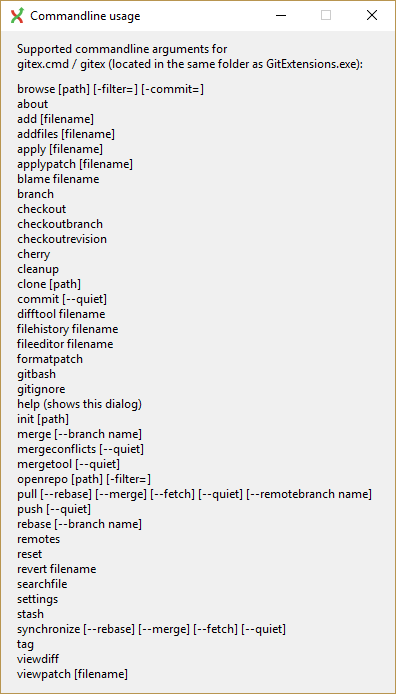 Commandline usage
Supported commandline arguments for
gitex.cmd / gitex (located in the same folder as GitExtensions.exe):
browse [path] [-filter=] [-commit=]
about
add [filename]
addfiles [filename]
apply [filename]
applypatch [filename]
blame filename
branch
checkout
checkoutbranch
checkoutrevision
cherry
cleanup
clone [path]
commit [--quiet]
difftool filename
filehistory filename
fileeditor filename
formatpatch
gitbash
gitignore
help (shows this dialog)
init [path]
merge [--branch name]
mergeconflicts [--quiet]
mergetool [--quiet]
openrepo [path] [-filter=]
pull [--rebase] [--merge] [--fetch] [--quiet] [--remotebranch name]
push [--quiet]
rebase [--branch name]
remotes
reset
revert filename
searchfile
settings
stash
synchronize [--rebase] [--merge] [--fetch] [--quiet]
tag
viewdiff
viewpatch [filename]